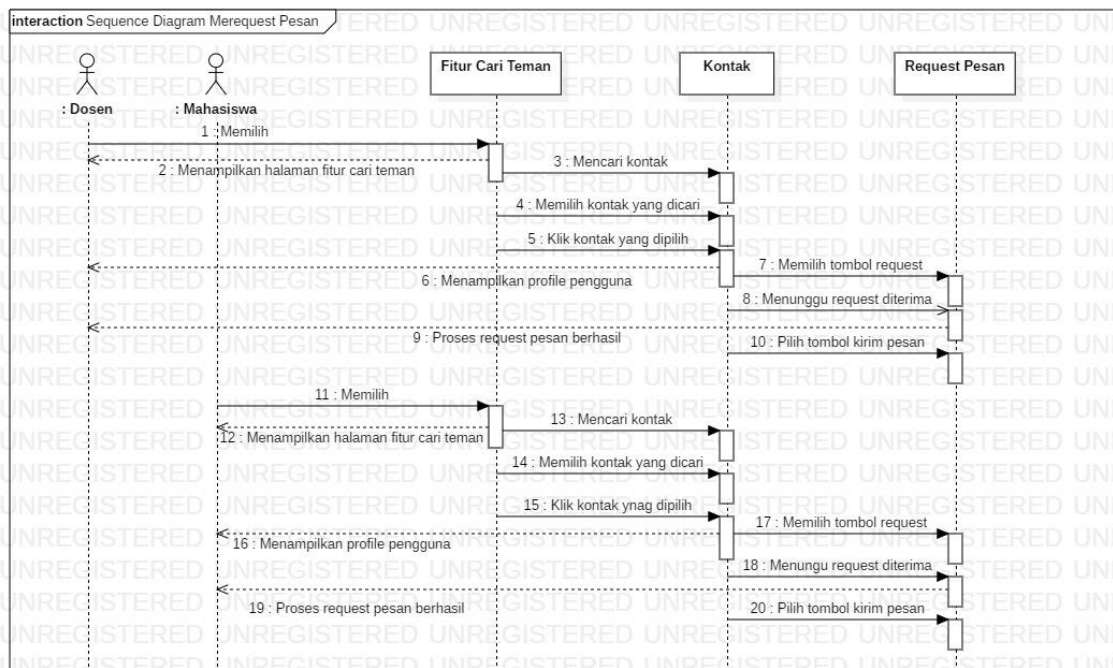 interaction Sequence Diagram Merequest Pesan
: Dosen
: Mahasiswa
Fitur Cari Teman
Kontak
Request Pesan
1 : Memilih
2 : Menampilkan halaman fitur cari teman
3 : Mencari kontak
4 : Memilih kontak yang dicari
5 : Klik kontak yang dipilih
6 : Menampilkan profile pengguna
7 : Memilih tombol request
8 : Menunggu request diterima
9 : Proses request pesan berhasil
10 : Pilih tombol kirim pesan
11 : Memilih
12 : Menampilkan halaman fitur cari teman
13 : Mencari kontak
14 : Memilih kontak yang dicari
15 : Klik kontak ynag dipilih
16 : Menampilkan profile pengguna
17 : Memilih tombol request
18 : Menungu request diterima
19 : Proses request pesan berhasil
20 : Pilih tombol kirim pesan
UNREGISTERED